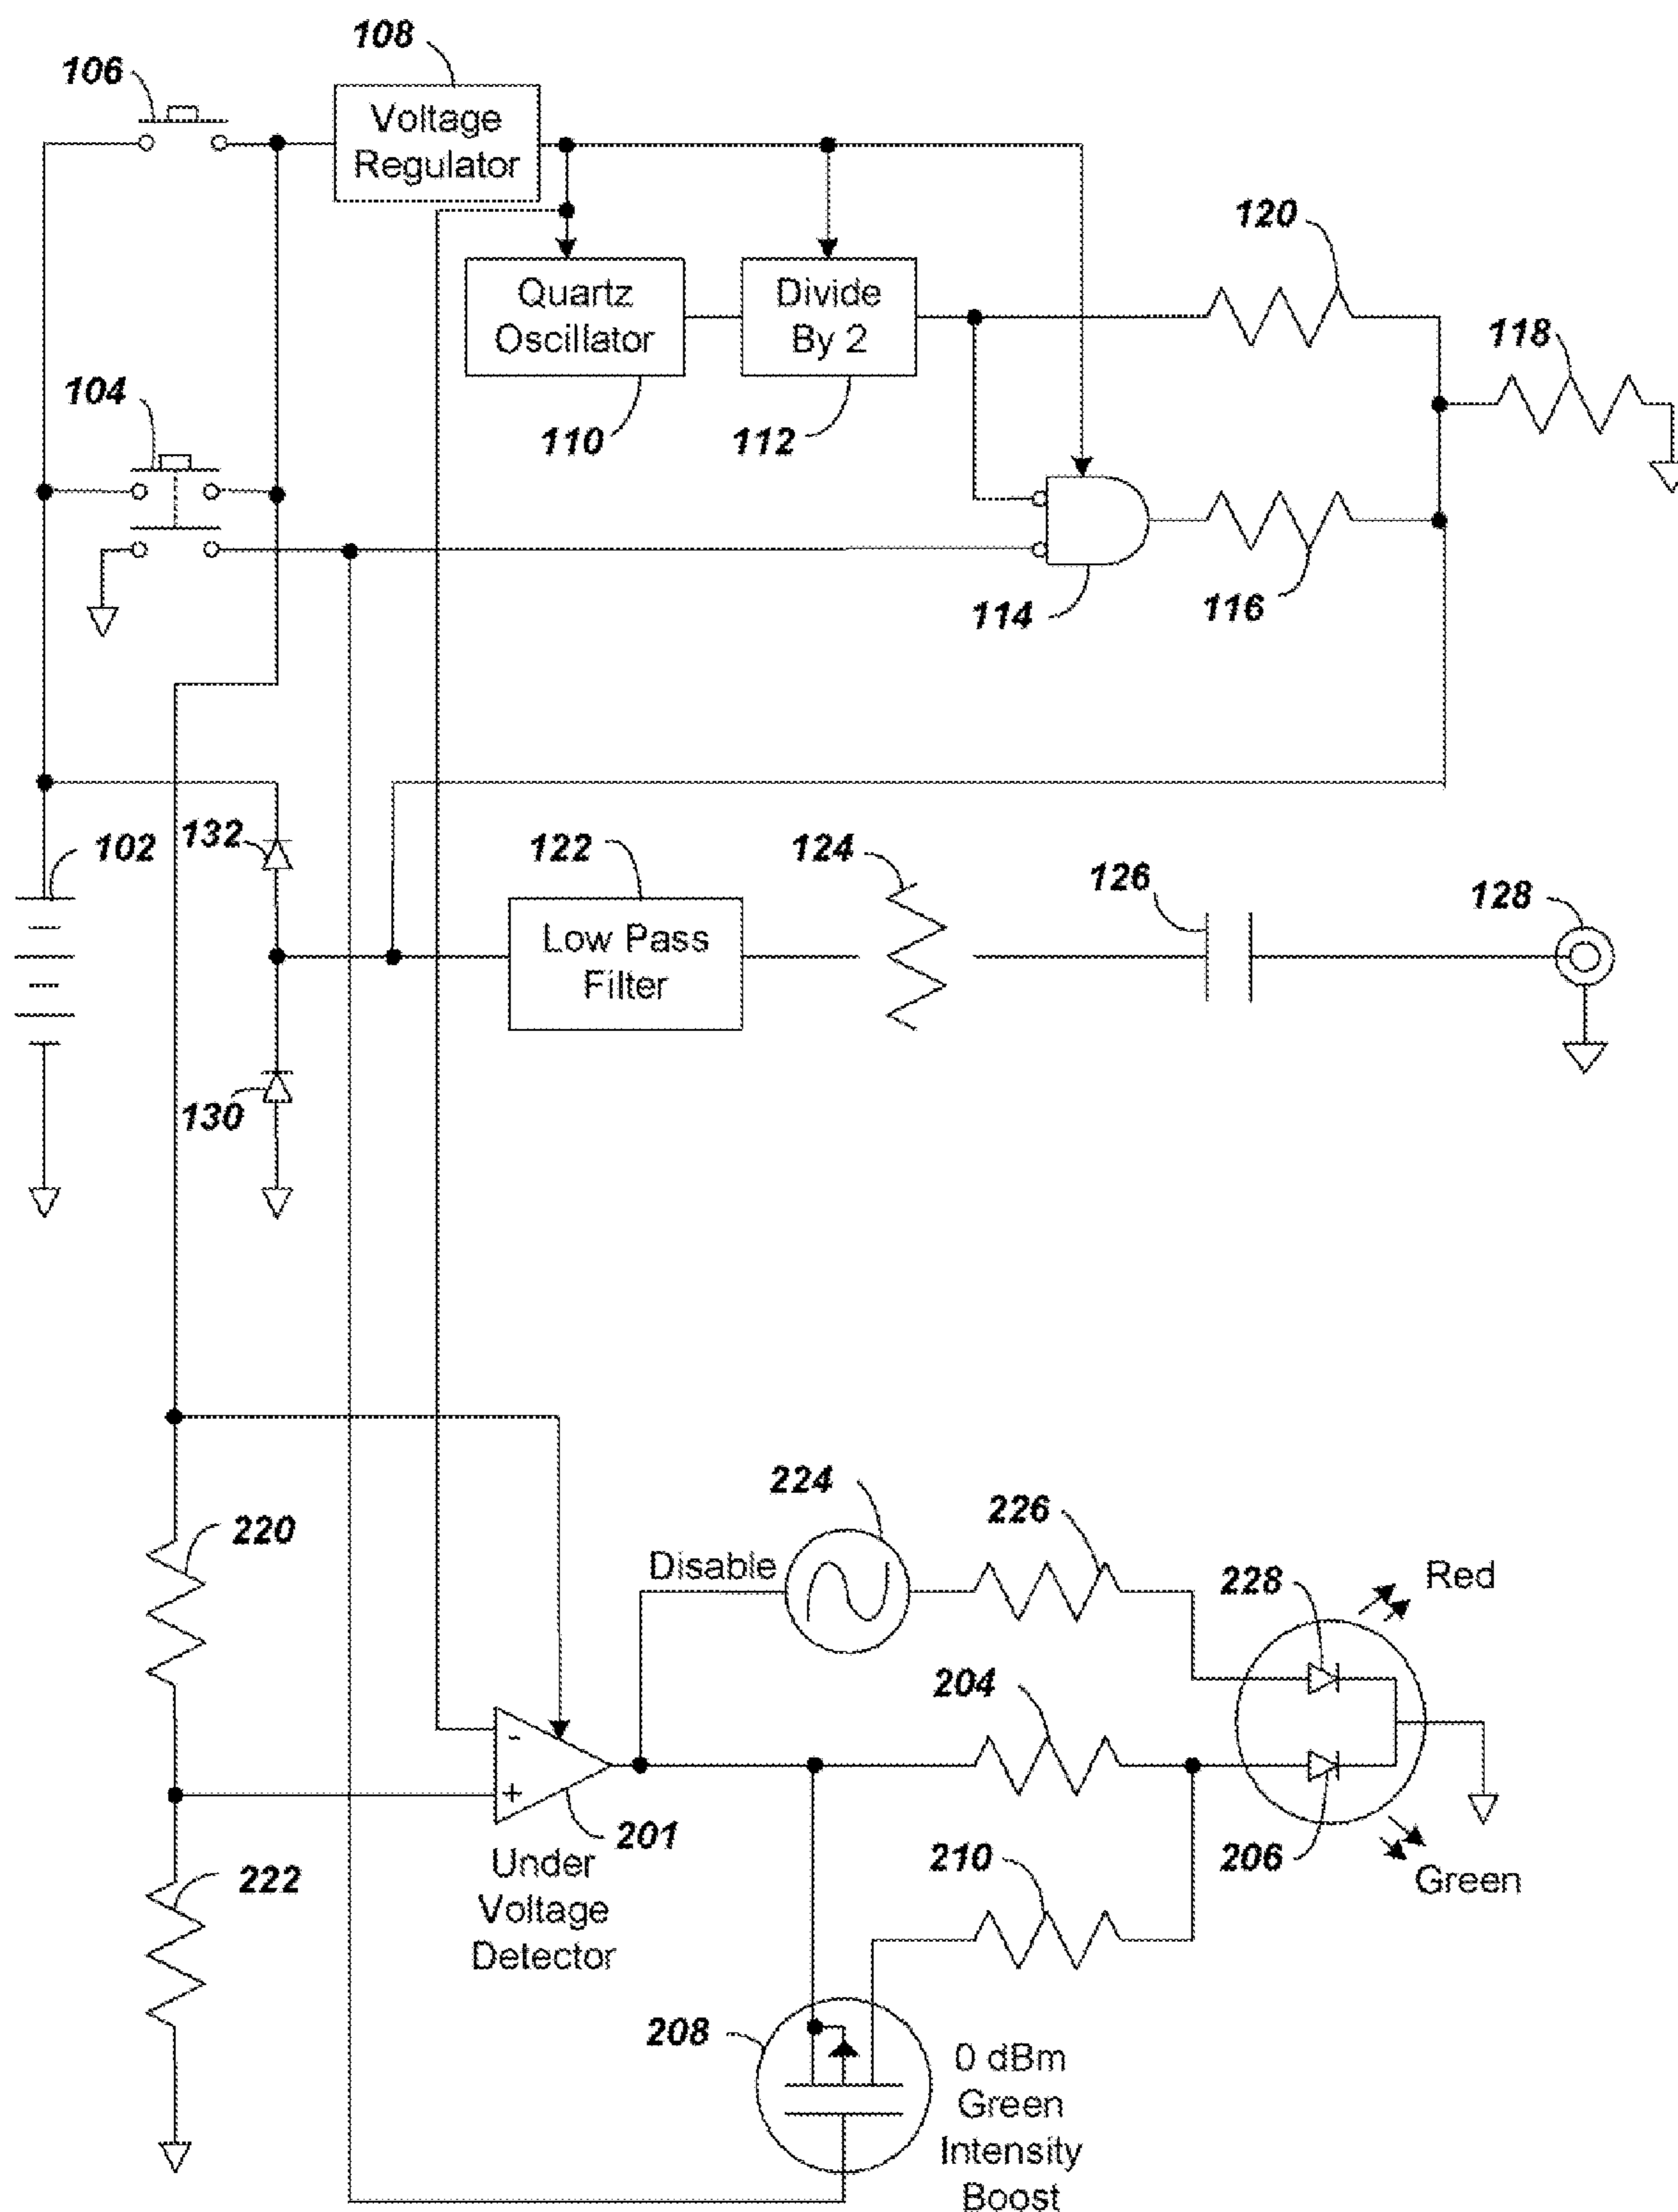 108
106
Voltage
Regulator
120
Quartz
Oscillator
Divide
By 2
118
104
110
112
114
116
132
102
122
124
126
128
Low Pass
Filter
130
224
226
220
Disable
228
Red
204
-
+
201
Under
Voltage
Detector
210
206
Green
222
208
0 dBm
Green
Intensity
Boost